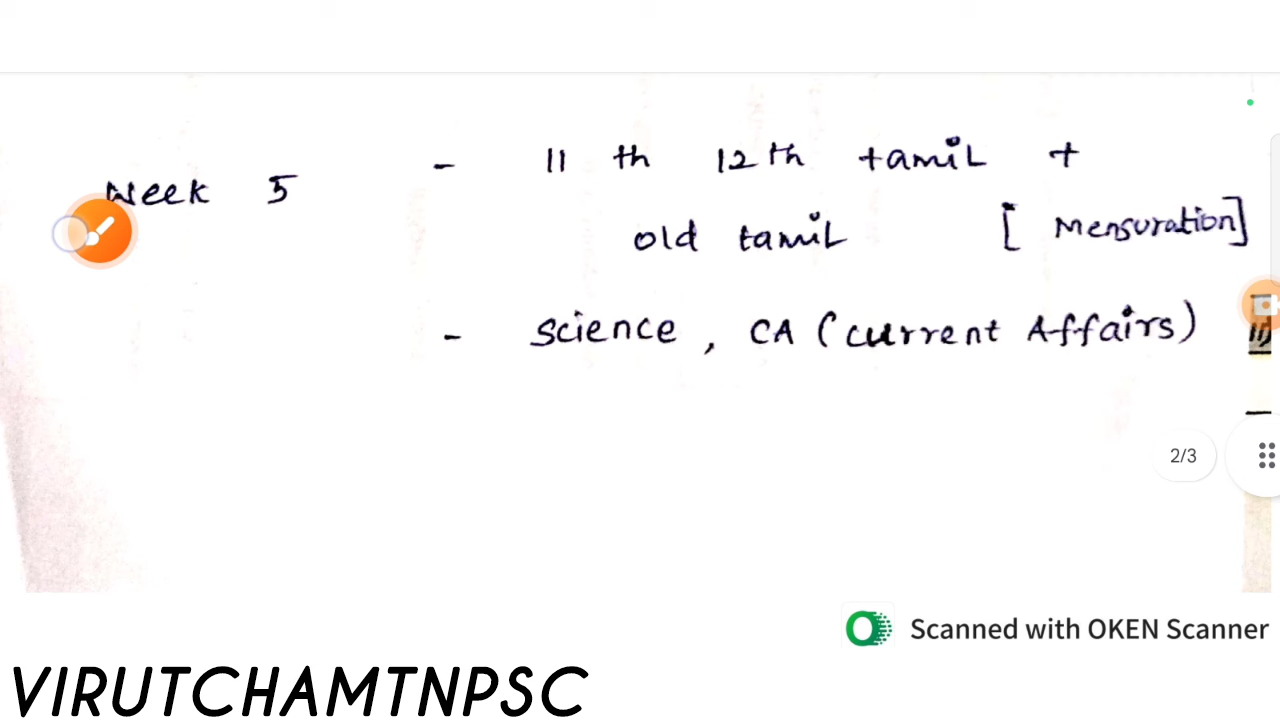 - 11 th 12 th tamil +
Week 5
old tamil [ Mensuration]
- Science , CA (current Affairs)
2/3
Scanned with OKEN Scanner
VIRUTCHAMTNPSC